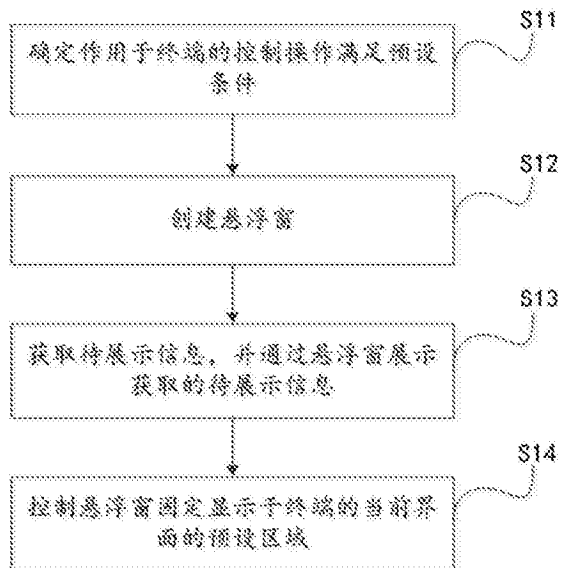 S11
确定作用于终端的控制操作满足预设
条件
S12
创建悬浮窗
S13
获取待展示信息，并通过悬浮窗展示
获取的待展示信息
S14
控制悬浮窗固定显示于终端的当前界
面的预设区域